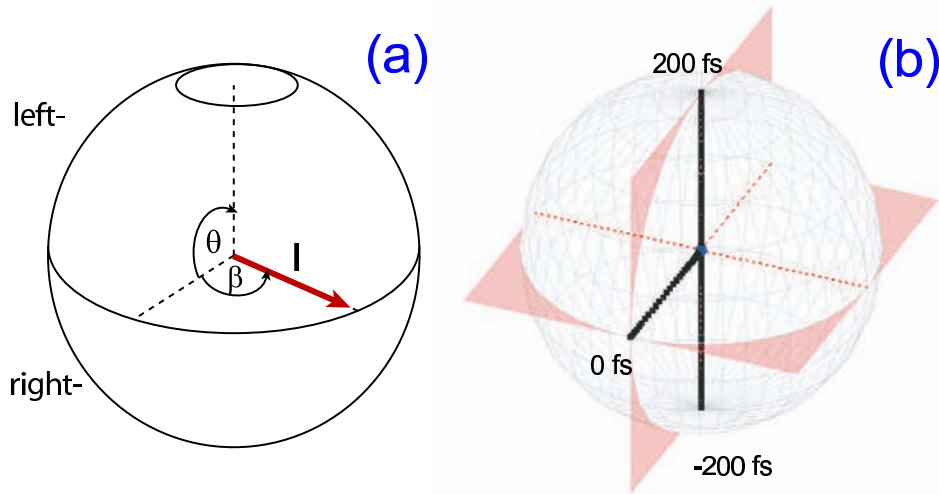 (a)
left-
θ
β
I
right-
(b)
200 fs
0 fs
-200 fs